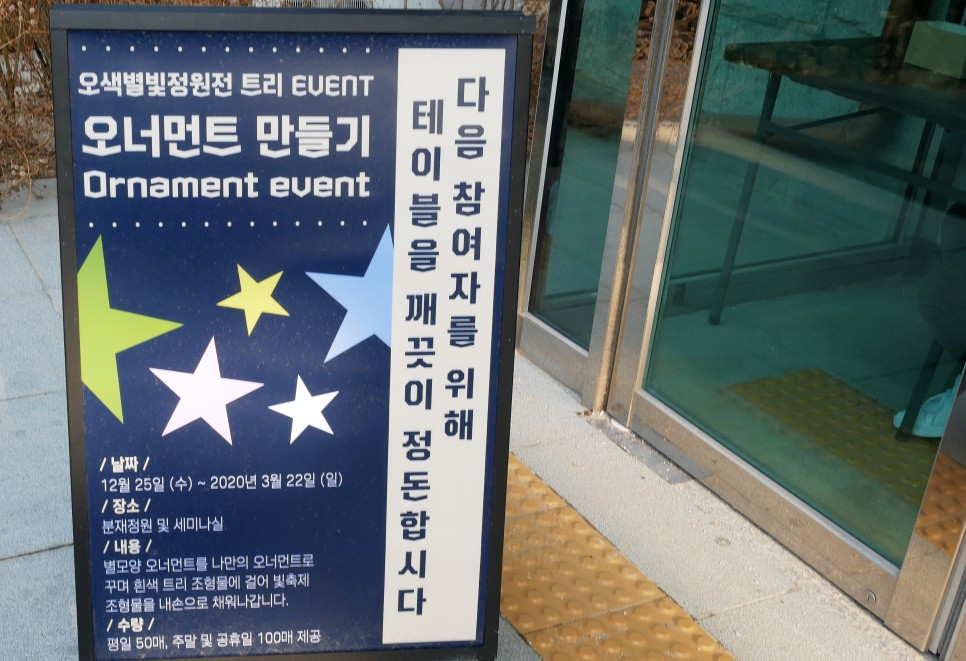 오색별빛정원전 트리 EVENT
오너먼트 만들기
Ornament event
/ 날짜 /
12월 25일 (수) ~ 2020년 3월 22일 (일)
/ 장소 /
분재정원 및 세미나실
/ 내용 /
별모양 오너먼트를 나만의 오너먼트로
꾸며 흰색 트리 조형물에 걸어 빛축제
조형물을 내손으로 채워나갑니다.
/ 수량 /
평일 50매, 주말 및 공휴일 100매 제공
다음 참여자를 위해
테이블을 깨끗이 정돈합시다